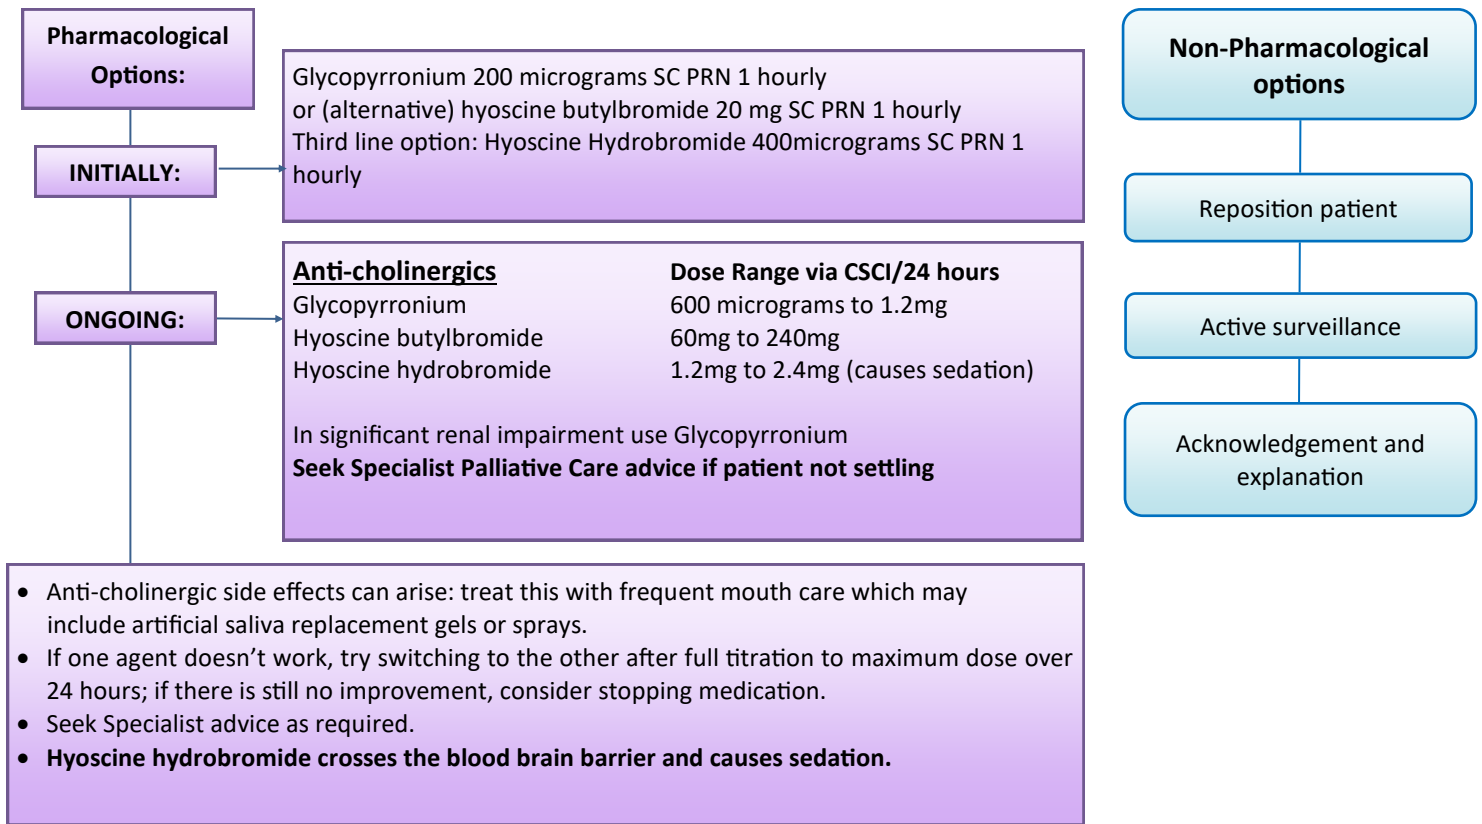 Pharmacological
Options:
INITIALLY:
Glycopyrronium 200 micrograms SC PRN 1 hourly
or (alternative) hyoscine butylbromide 20 mg SC PRN 1 hourly
Third line option: Hyoscine Hydrobromide 400micrograms SC PRN 1
hourly
ONGOING:
Anti-cholinergics Dose Range via CSCI/24 hours
Glycopyrronium 600 micrograms to 1.2mg
Hyoscine butylbromide 60mg to 240mg
Hyoscine hydrobromide 1.2mg to 2.4mg (causes sedation)
In significant renal impairment use Glycopyrronium
Seek Specialist Palliative Care advice if patient not settling
• Anti-cholinergic side effects can arise: treat this with frequent mouth care which may
include artificial saliva replacement gels or sprays.
• If one agent doesn’t work, try switching to the other after full titration to maximum dose over
24 hours; if there is still no improvement, consider stopping medication.
• Seek Specialist advice as required.
• Hyoscine hydrobromide crosses the blood brain barrier and causes sedation.
Non-Pharmacological
options
Reposition patient
Active surveillance
Acknowledgement and
explanation